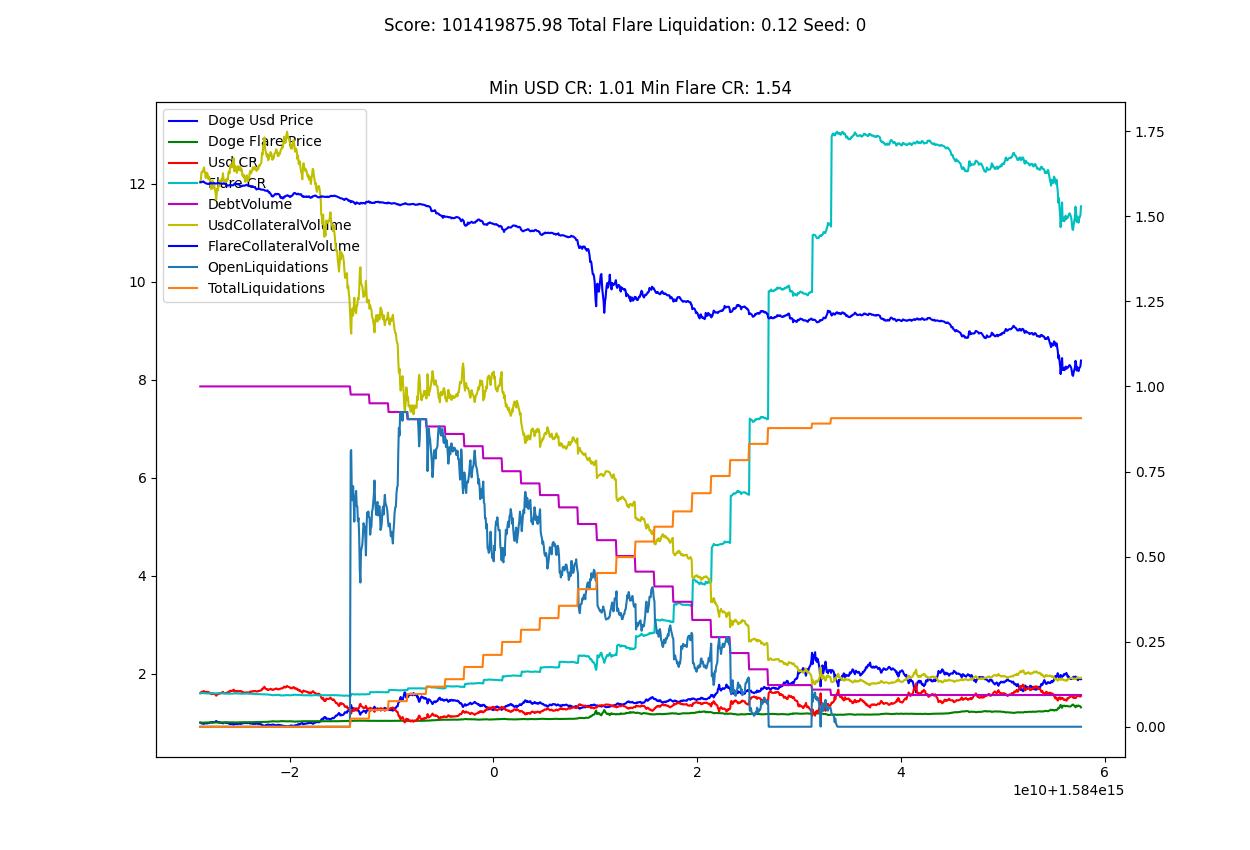 Score: 101419875.98 Total Flare Liquidation: 0.12 Seed: 0
Min USD CR: 1.01 Min Flare CR: 1.54
Doge Usd Price
Doge Flare Price
Usd CR
Flare CR
DebtVolume
UsdCollateralVolume
FlareCollateralVolume
OpenLiquidations
TotalLiquidations
12
10
8
6
4
2
1.75
1.50
1.25
1.00
0.75
0.50
0.25
0.00
−2
0
2
4
6
1e10+1.584e15